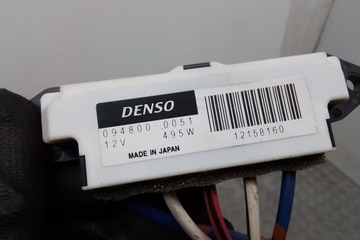 DENSO
094800-0051
12V 495W
MADE IN JAPAN
12158160